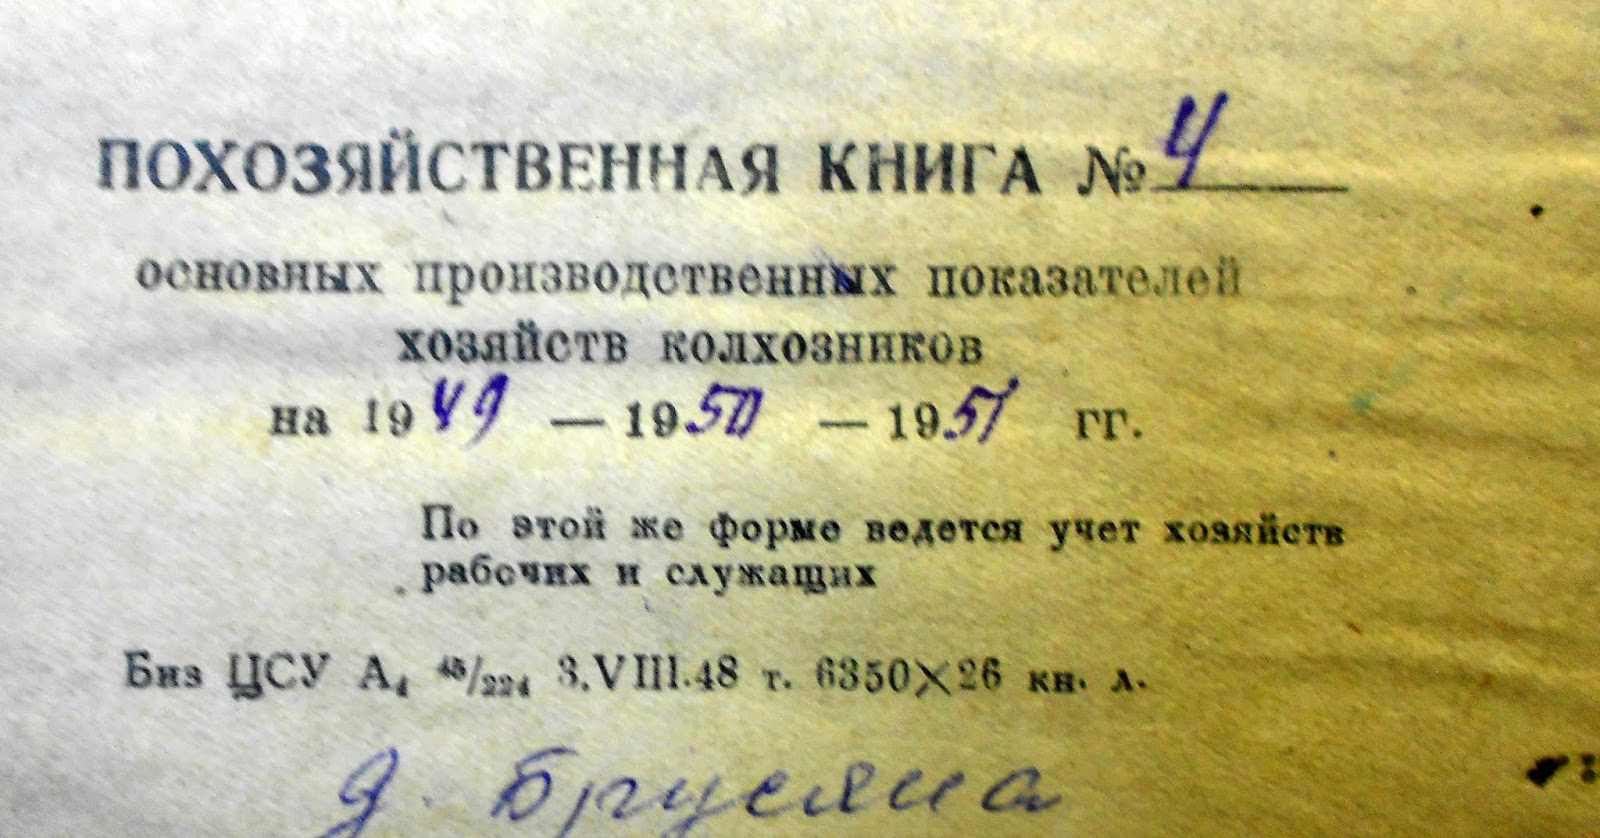 ПОХОЗЯЙСТВЕННАЯ КНИГА № 4
основных производственных показателей
хозяйств колхозников
на 1949 — 1950 — 1951 гг.
По этой же форме ведется учет хозяйств
рабочих и служащих
Биз ЦСУ А₄ 45/224 3.VIII.48 т. 6350×26 кн. л.
д. Брусяна